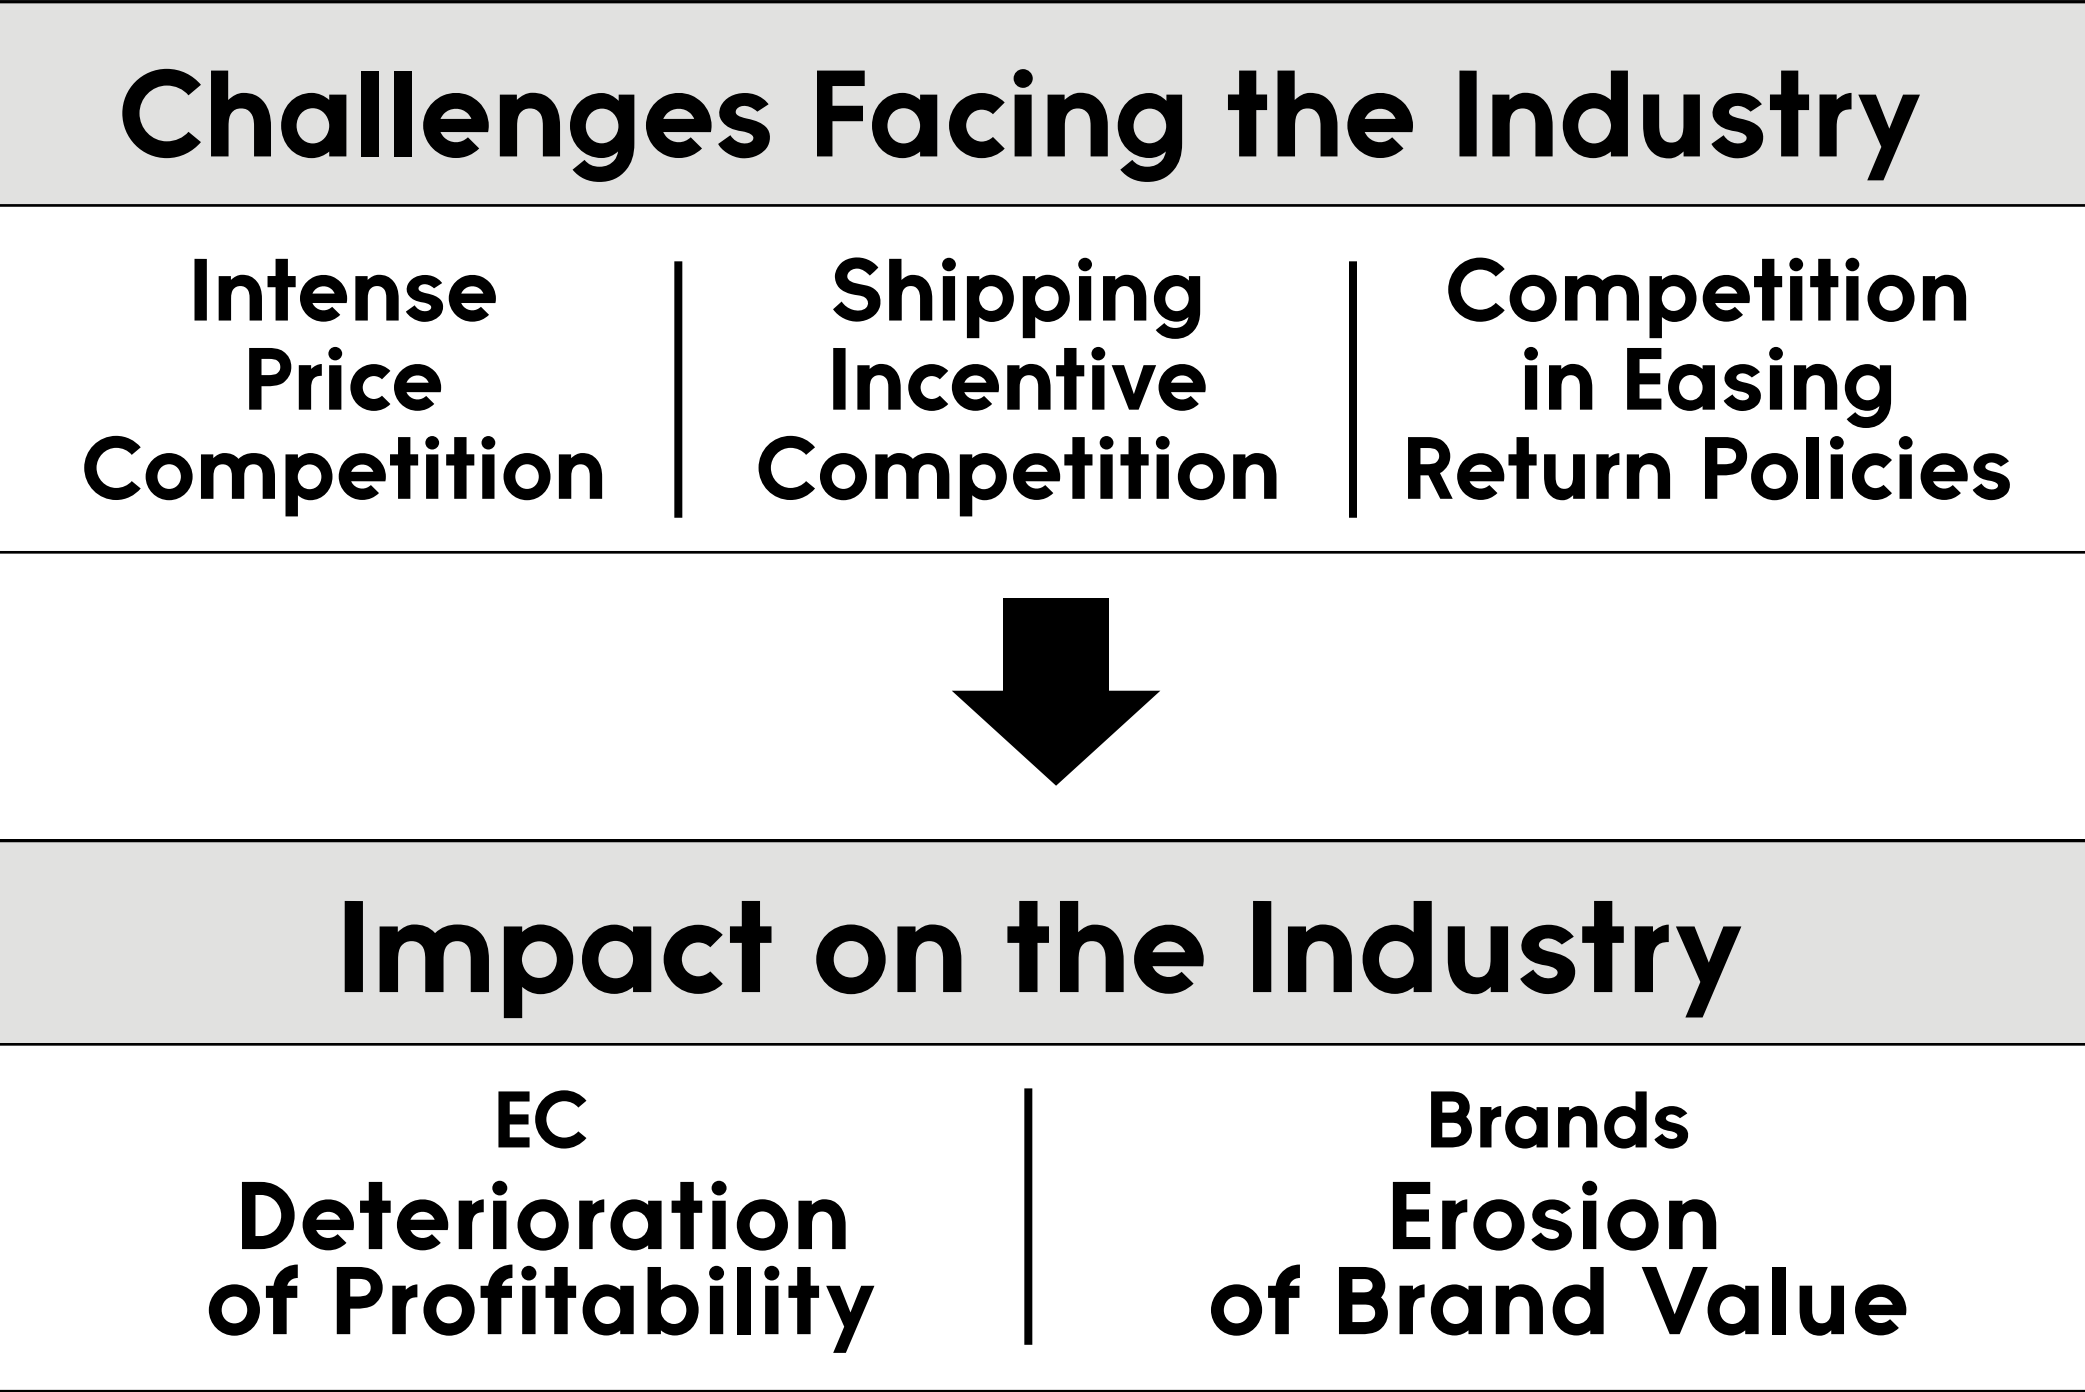 Challenges Facing the Industry
Intense
Price
Competition
Shipping
Incentive
Competition
Competition
in Easing
Return Policies
Impact on the Industry
EC
Deterioration
of Profitability
Brands
Erosion
of Brand Value